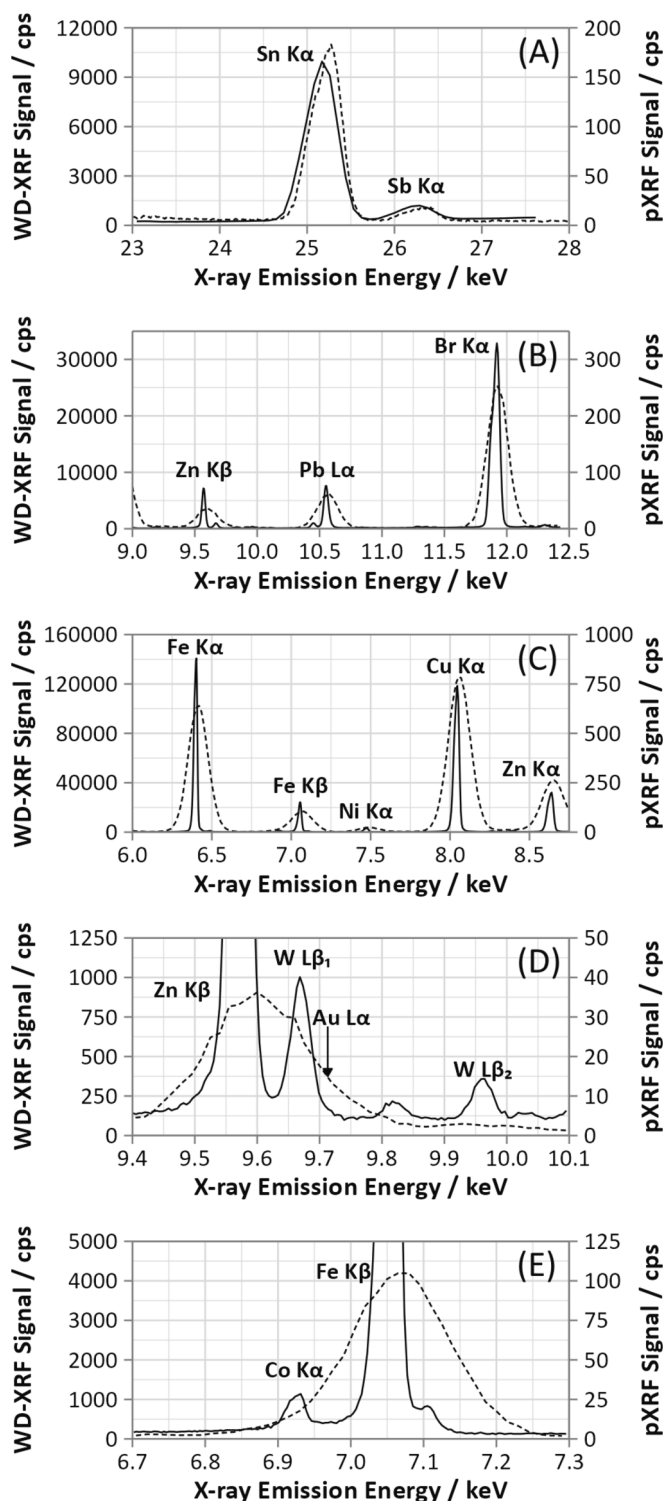 12000 200
Sn Kα (A)
9000 150
6000 100
Sb Kα
3000 50
0 0
23 24 25 26 27 28
X-ray Emission Energy / keV
WD-XRF Signal / cps
pXRF Signal / cps
Br Kα (B)
30000 300
20000 200
Zn Kβ Pb Lα
10000 100
0 0
9.0 9.5 10.0 10.5 11.0 11.5 12.0 12.5
X-ray Emission Energy / keV
WD-XRF Signal / cps
pXRF Signal / cps
160000 1000
Fe Kα Cu Kα (C)
120000 750
80000 500
Zn Kα
Fe Kβ
40000 250
Ni Kα
0 0
6.0 6.5 7.0 7.5 8.0 8.5
X-ray Emission Energy / keV
WD-XRF Signal / cps
pXRF Signal / cps
1250 50
W Lβ₁ (D)
Zn Kβ
1000 40
Au Lα
750 30
500 20
W Lβ₂
250 10
0 0
9.4 9.5 9.6 9.7 9.8 9.9 10.0 10.1
X-ray Emission Energy / keV
WD-XRF Signal / cps
pXRF Signal / cps
5000 125
Fe Kβ (E)
4000 100
3000 75
2000 50
Co Kα
1000 25
0 0
6.7 6.8 6.9 7.0 7.1 7.2 7.3
X-ray Emission Energy / keV
WD-XRF Signal / cps
pXRF Signal / cps